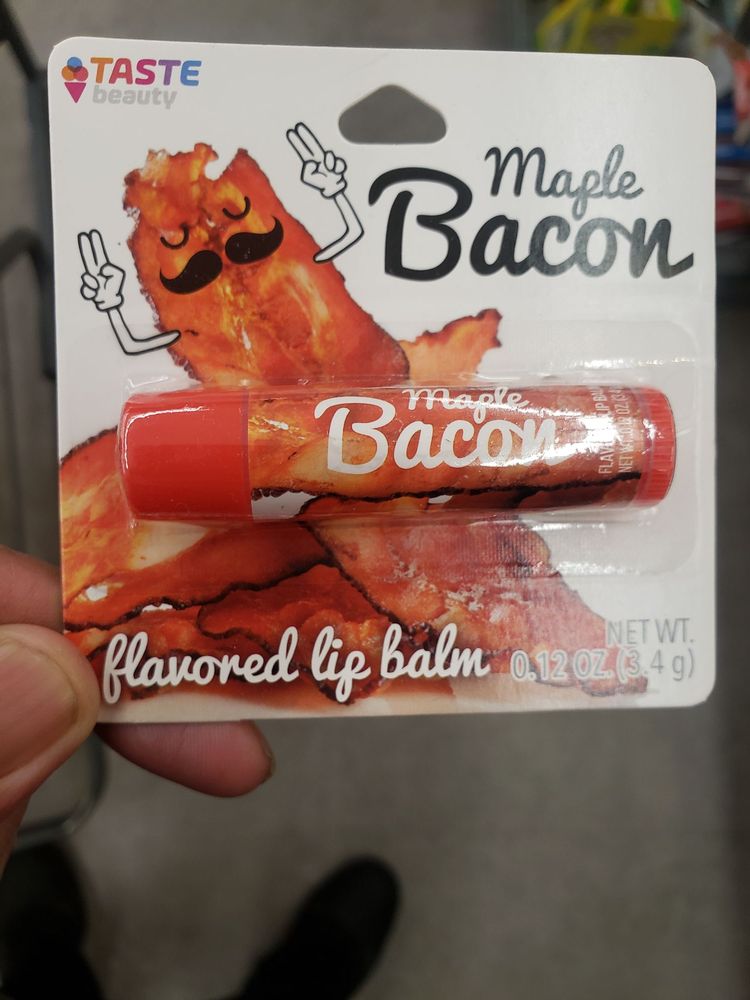 TASTE
beauty
Maple
Bacon
Maple
Bacon
flavored lip balm
NET WT.
0.12 OZ. (3.4 g)